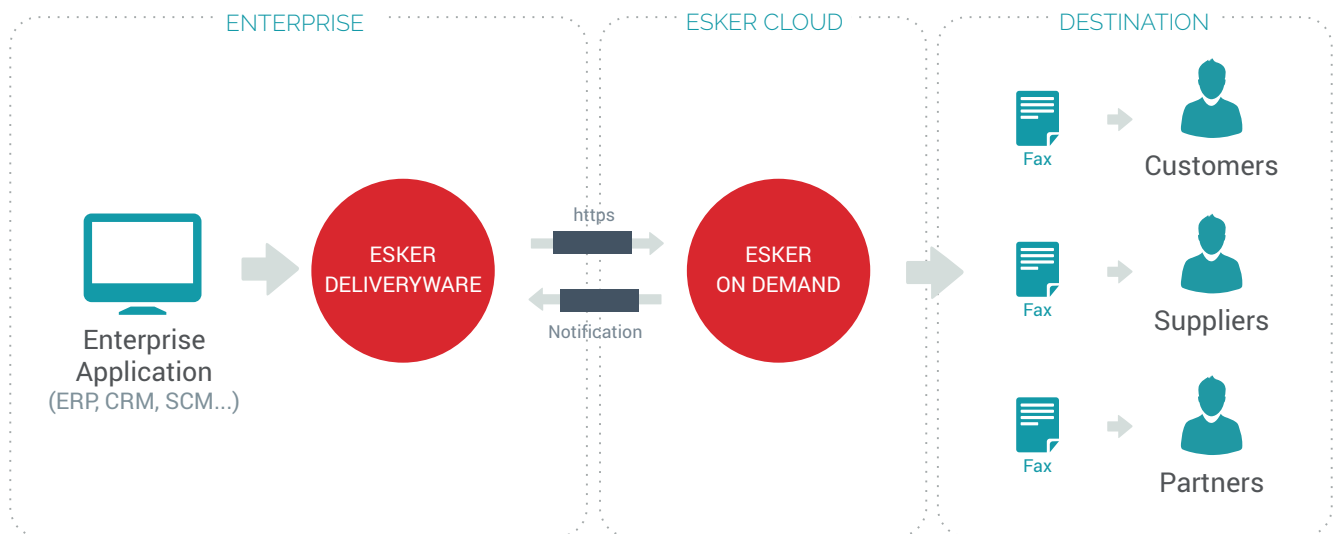 ENTERPRISE
Enterprise
Application
(ERP, CRM, SCM...)
ESKER
DELIVERYWARE
https
Notification
ESKER CLOUD
ESKER
ON DEMAND
DESTINATION
Fax
Customers
Fax
Suppliers
Fax
Partners